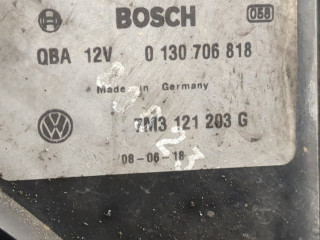 BOSCH 058
QBA 12V 0 130 706 818
Made in Germany
7M3 121 203 G
08-06-18